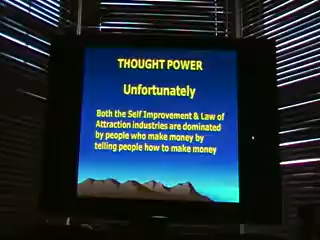 THOUGHT POWER
Unfortunately
Both the Self Improvement & Law of
Attraction industries are dominated
by people who make money by
telling people how to make money